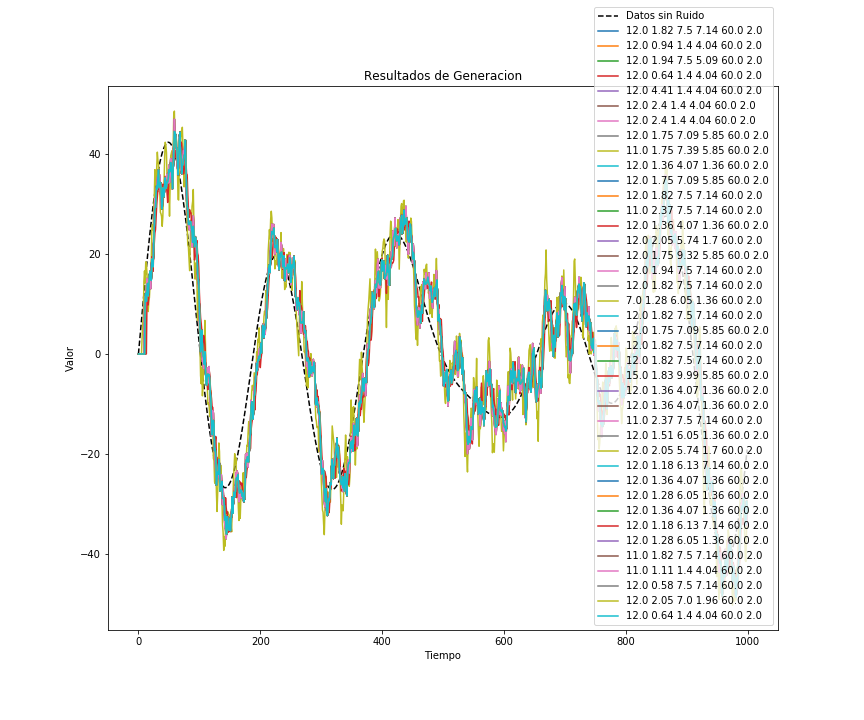 Datos sin Ruido
12.0 1.82 7.5 7.14 60.0 2.0
12.0 0.94 1.4 4.04 60.0 2.0
12.0 1.94 7.5 5.09 60.0 2.0
12.0 0.64 1.4 4.04 60.0 2.0
12.0 4.41 1.4 4.04 60.0 2.0
12.0 2.4 1.4 4.04 60.0 2.0
12.0 2.4 1.4 4.04 60.0 2.0
12.0 1.75 7.09 5.85 60.0 2.0
11.0 1.75 7.39 5.85 60.0 2.0
12.0 1.36 4.07 1.36 60.0 2.0
12.0 1.75 7.09 5.85 60.0 2.0
12.0 1.82 7.5 7.14 60.0 2.0
11.0 2.37 7.5 7.14 60.0 2.0
12.0 1.36 4.07 1.36 60.0 2.0
12.0 2.05 5.74 1.7 60.0 2.0
12.0 1.75 9.32 5.85 60.0 2.0
12.0 1.94 7.5 7.14 60.0 2.0
12.0 1.82 7.5 7.14 60.0 2.0
7.0 1.28 6.05 1.36 60.0 2.0
12.0 1.82 7.5 7.14 60.0 2.0
12.0 1.75 7.09 5.85 60.0 2.0
12.0 1.82 7.5 7.14 60.0 2.0
12.0 1.82 7.5 7.14 60.0 2.0
15.0 1.83 9.99 5.85 60.0 2.0
12.0 1.36 4.07 1.36 60.0 2.0
12.0 1.36 4.07 1.36 60.0 2.0
11.0 2.37 7.5 7.14 60.0 2.0
12.0 1.51 6.05 1.36 60.0 2.0
12.0 2.05 5.74 1.7 60.0 2.0
12.0 1.18 6.13 7.14 60.0 2.0
12.0 1.36 4.07 1.36 60.0 2.0
12.0 1.28 6.05 1.36 60.0 2.0
12.0 1.36 4.07 1.36 60.0 2.0
12.0 1.18 6.13 7.14 60.0 2.0
12.0 1.28 6.05 1.36 60.0 2.0
11.0 1.82 7.5 7.14 60.0 2.0
11.0 1.11 1.4 4.04 60.0 2.0
12.0 0.58 7.5 7.14 60.0 2.0
12.0 2.05 7.0 1.96 60.0 2.0
12.0 0.64 1.4 4.04 60.0 2.0
Resultados de Generacion
Valor
40
20
0
−20
−40
0 200 400 600 800 1000
Tiempo